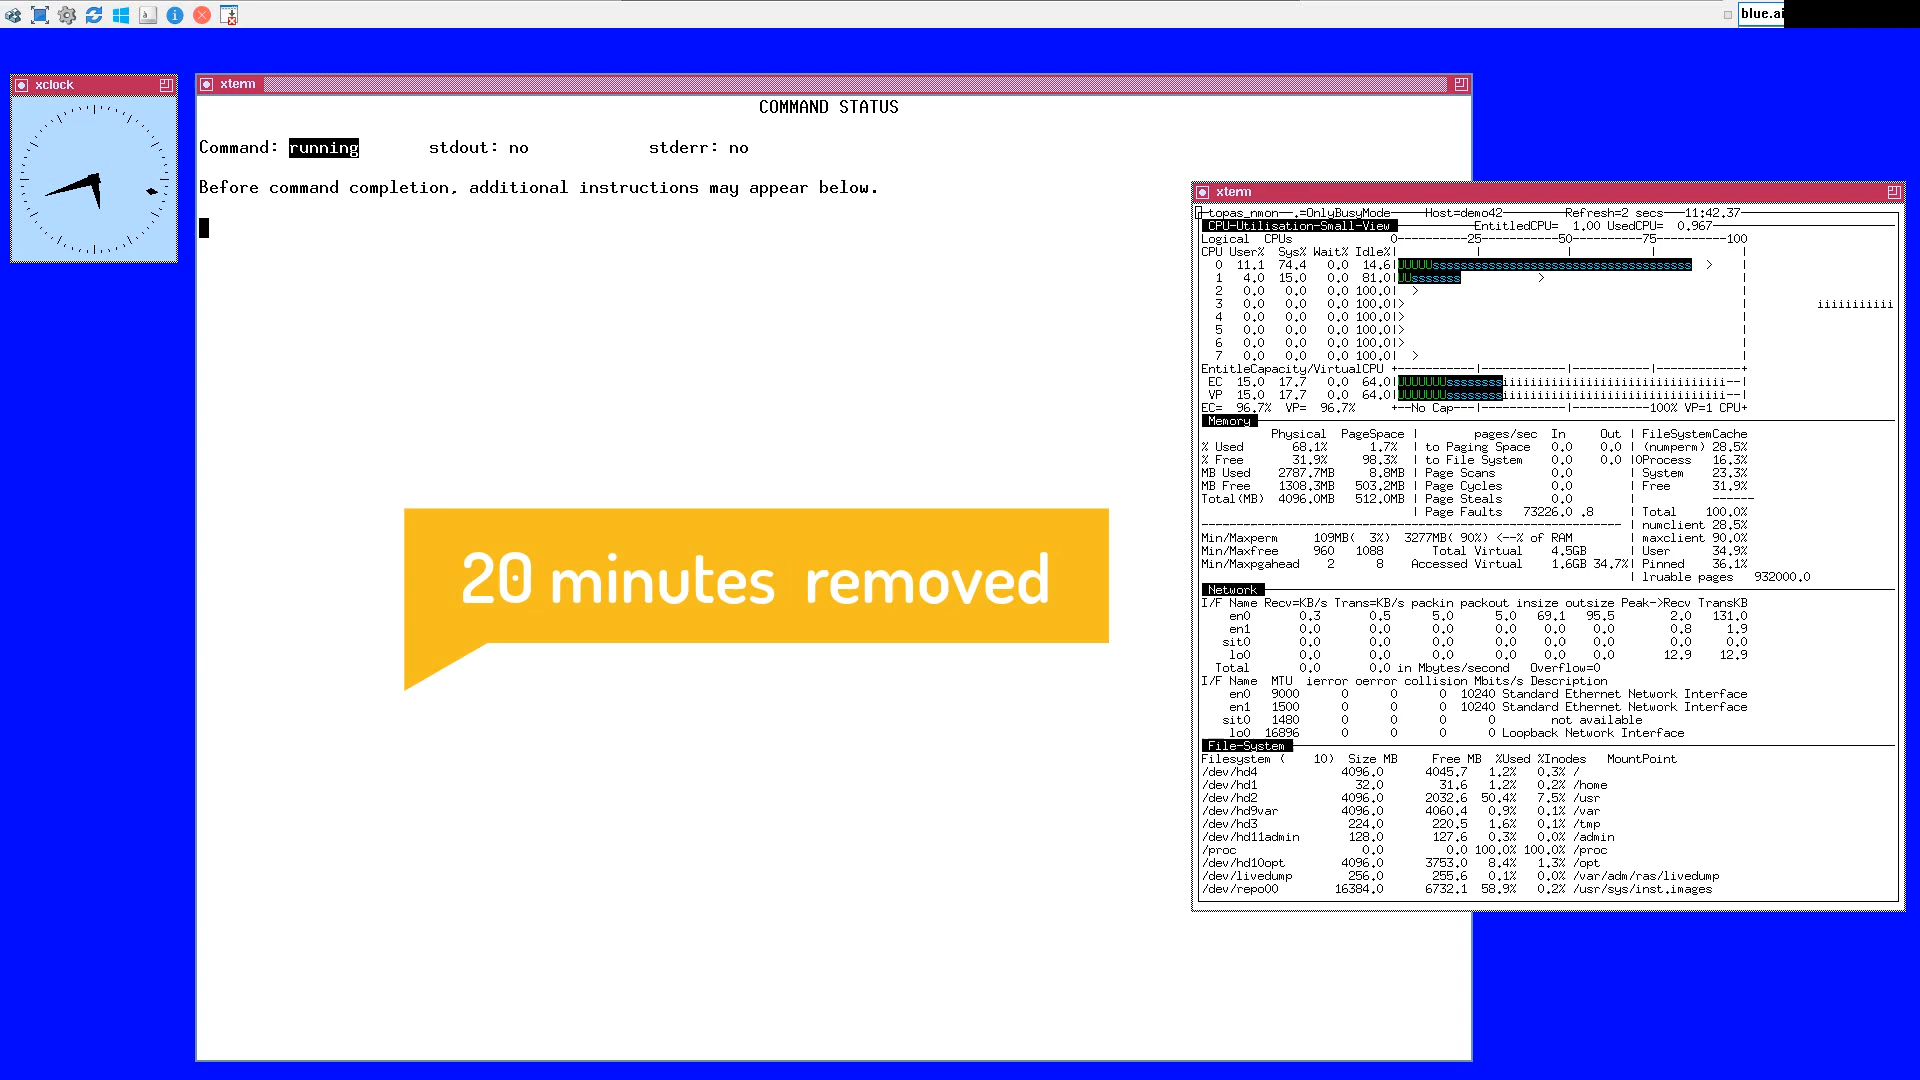 blue.ai
xclock
xterm
COMMAND STATUS
Command: running stdout: no stderr: no
Before command completion, additional instructions may appear below.
20 minutes removed
xterm
topas_nmon .=OnlyBusyMode Host=demo42 Refresh=2 secs 11:42.37
CPU-Utilisation-Small-View EntitledCPU= 1.00 UsedCPU= 0.967
Logical CPUs 0----------25-----------50----------75----------100
CPU User% Sys% Wait% Idle%| | | | |
0 11.1 74.4 0.0 14.6|UUUUUsssssssssssssssssssssssssssssssssssss > |
1 4.0 15.0 0.0 81.0|UUsssssss > |
2 0.0 0.0 0.0 100.0| > |
3 0.0 0.0 0.0 100.0|> | iiiiiiiiiii
4 0.0 0.0 0.0 100.0|> |
5 0.0 0.0 0.0 100.0|> |
6 0.0 0.0 0.0 100.0|> |
7 0.0 0.0 0.0 100.0| > |
EntitleCapacity/VirtualCPU +-----------|------------|-----------|------------+
EC 15.0 17.7 0.0 64.0|UUUUUUUssssssssiiiiiiiiiiiiiiiiiiiiiiiiiiiiiiii--|
VP 15.0 17.7 0.0 64.0|UUUUUUUssssssssiiiiiiiiiiiiiiiiiiiiiiiiiiiiiiii--|
EC= 96.7% VP= 96.7% +--No Cap---|------------|-----------100% VP=1 CPU+
Memory
Physical PageSpace | pages/sec In Out | FileSystemCache
% Used 68.1% 1.7% | to Paging Space 0.0 0.0 | (numperm) 28.5%
% Free 31.9% 98.3% | to File System 0.0 0.0 |0Process 16.3%
MB Used 2787.7MB 8.8MB | Page Scans 0.0 | System 23.3%
MB Free 1308.3MB 503.2MB | Page Cycles 0.0 | Free 31.9%
Total(MB) 4096.0MB 512.0MB | Page Steals 0.0 | ------
| Page Faults 73226.0 .8 | Total 100.0%
------------------------------------------------------------ | numclient 28.5%
Min/Maxperm 109MB( 3%) 3277MB( 90%) <--% of RAM | maxclient 90.0%
Min/Maxfree 960 1088 Total Virtual 4.5GB | User 34.9%
Min/Maxpgahead 2 8 Accessed Virtual 1.6GB 34.7%| Pinned 36.1%
| lruable pages 932000.0
Network
I/F Name Recv=KB/s Trans=KB/s packin packout insize outsize Peak->Recv TransKB
en0 0.3 0.5 5.0 5.0 69.1 95.5 2.0 131.0
en1 0.0 0.0 0.0 0.0 0.0 0.0 0.8 1.9
sit0 0.0 0.0 0.0 0.0 0.0 0.0 0.0 0.0
lo0 0.0 0.0 0.0 0.0 0.0 0.0 12.9 12.9
Total 0.0 0.0 in Mbytes/second Overflow=0
I/F Name MTU ierror oerror collision Mbits/s Description
en0 9000 0 0 0 10240 Standard Ethernet Network Interface
en1 1500 0 0 0 10240 Standard Ethernet Network Interface
sit0 1480 0 0 0 0 not available
lo0 16896 0 0 0 0 Loopback Network Interface
File-System
Filesystem ( 10) Size MB Free MB %Used %Inodes MountPoint
/dev/hd4 4096.0 4045.7 1.2% 0.3% /
/dev/hd1 32.0 31.6 1.2% 0.2% /home
/dev/hd2 4096.0 2032.6 50.4% 7.5% /usr
/dev/hd9var 4096.0 4060.4 0.9% 0.1% /var
/dev/hd3 224.0 220.5 1.6% 0.1% /tmp
/dev/hd11admin 128.0 127.6 0.3% 0.0% /admin
/proc 0.0 0.0 100.0% 100.0% /proc
/dev/hd10opt 4096.0 3753.0 8.4% 1.3% /opt
/dev/livedump 256.0 255.6 0.1% 0.0% /var/adm/ras/livedump
/dev/repo00 16384.0 6732.1 58.9% 0.2% /usr/sys/inst.images